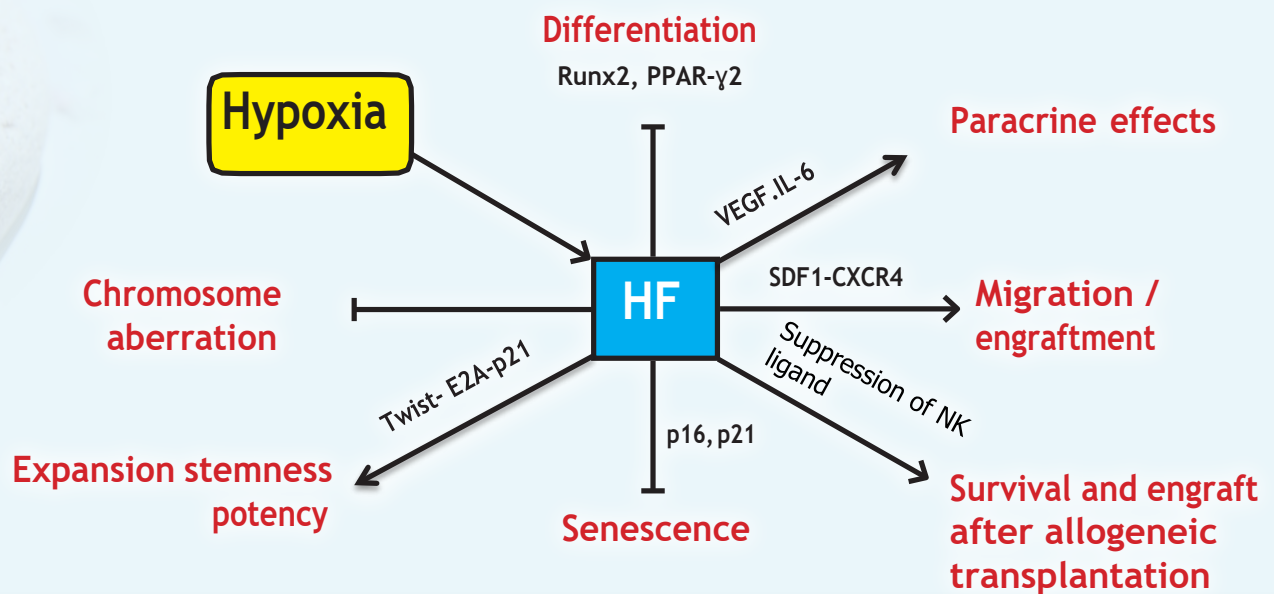 Differentiation
Runx2, PPAR-γ2
Hypoxia
Paracrine effects
VEGF.IL-6
HF
SDF1-CXCR4
Chromosome
aberration
Migration /
engraftment
Suppression of NK
ligand
Twist- E2A-p21
p16, p21
Expansion stemness
potency
Senescence
Survival and engraft
after allogeneic
transplantation